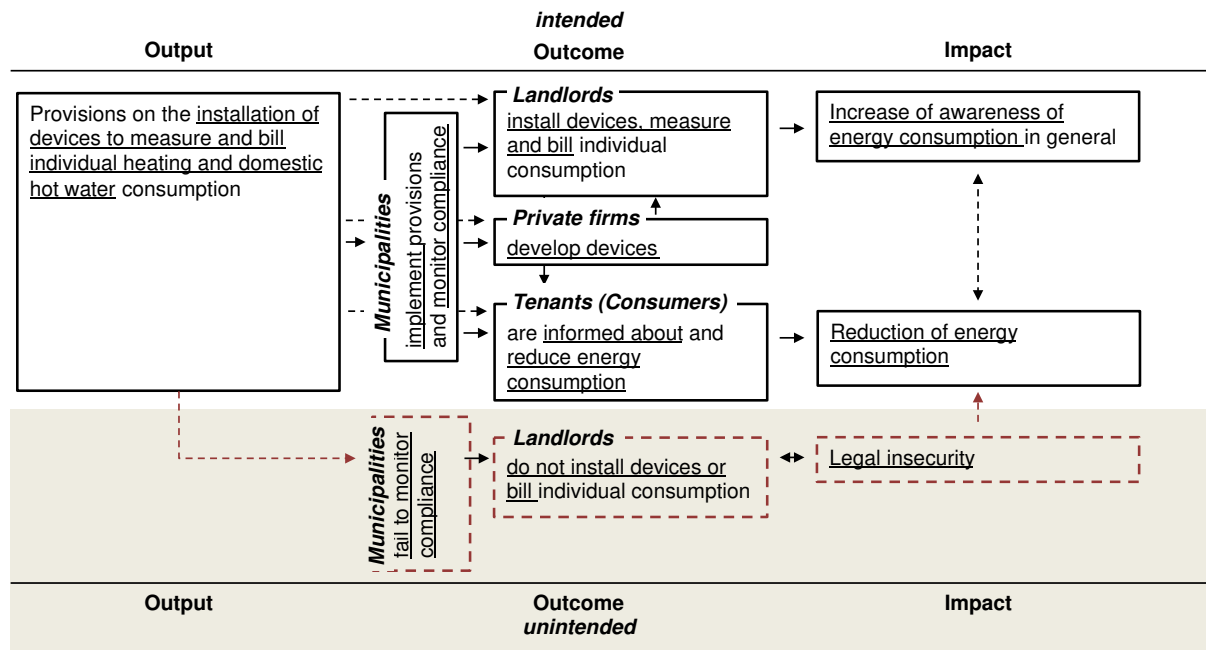 intended
Output
Outcome
Impact
Provisions on the installation of
devices to measure and bill
individual heating and domestic
hot water consumption
Municipalities
implement provisions
and monitor compliance
Landlords
install devices, measure
and bill individual
consumption
Private firms
develop devices
Tenants (Consumers)
are informed about and
reduce energy
consumption
Increase of awareness of
energy consumption in general
Reduction of energy
consumption
Municipalities
fail to monitor
compliance
Landlords
do not install devices or
bill individual consumption
Legal insecurity
Output
Outcome
Impact
unintended